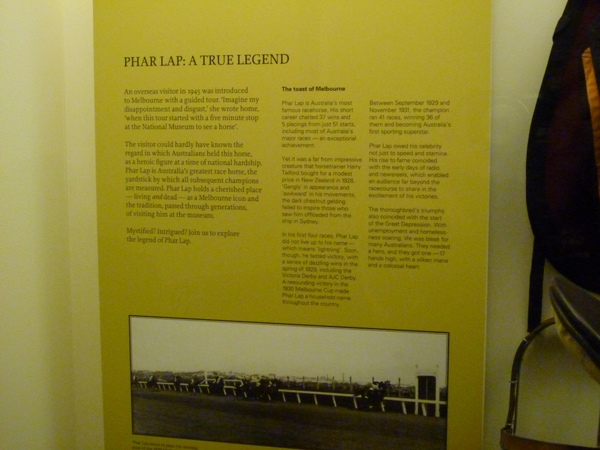 PHAR LAP: A TRUE LEGEND
An overseas visitor in 1945 was introduced
to Melbourne with a guided tour. 'Imagine my
disappointment and disgust,' she wrote home,
'when this tour started with a five minute stop
at the National Museum to see a horse'.
The visitor could hardly have known the
regard in which Australians held this horse,
as a heroic figure at a time of national hardship.
Phar Lap is Australia's greatest race horse, the
yardstick by which all subsequent champions
are measured. Phar Lap holds a cherished place
— living and dead — as a Melbourne icon and
the tradition, passed through generations,
of visiting him at the museum.
Mystified? Intrigued? Join us to explore
the legend of Phar Lap.
The toast of Melbourne
Phar Lap is Australia's most
famous racehorse. His short
career charted 37 wins and
5 placings from just 51 starts,
including most of Australia's
major races — an exceptional
achievement.
Yet it was a far from impressive
creature that horseman Harry
Telford bought for a modest
price in New Zealand in 1928.
'Gangly' in appearance and
'awkward' in his movements,
the dark chestnut gelding
failed to inspire those who
saw him offloaded from the
ship in Sydney.
In his first four races, Phar Lap
did not live up to his name —
which means 'lightning'. Soon,
though, he tasted victory, with
a series of dazzling wins in the
spring of 1929, including the
Victoria Derby and AJC Derby.
A resounding victory in the
1930 Melbourne Cup made
Phar Lap a household name
throughout the country.
Between September 1929 and
November 1931, the champion
ran 41 races, winning 36 of
them and becoming Australia's
first sporting superstar.
Phar Lap owed his celebrity
not just to speed and stamina.
His rise to fame coincided
with the early days of radio
and newsreels, which enabled
an audience far beyond the
racecourse to share in the
excitement of his victories.
The thoroughbred's triumphs
also coincided with the start
of the Great Depression. With
unemployment and homeless-
ness soaring, life was bleak for
many Australians. They needed
a hero, and they got one — 17
hands high, with a silken mane
and a colossal heart.